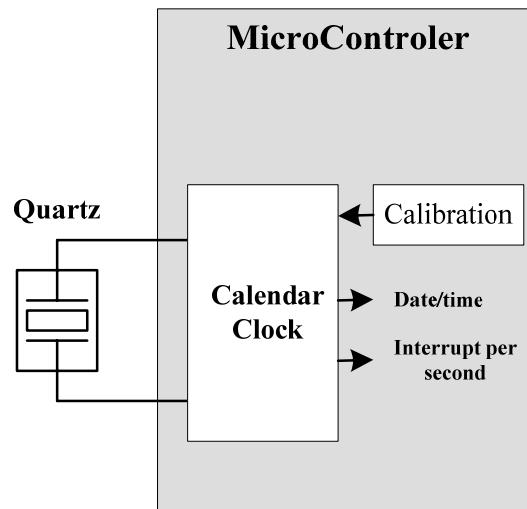 MicroControler
Quartz
Calibration
Calendar
Clock
Date/time
Interrupt per
second